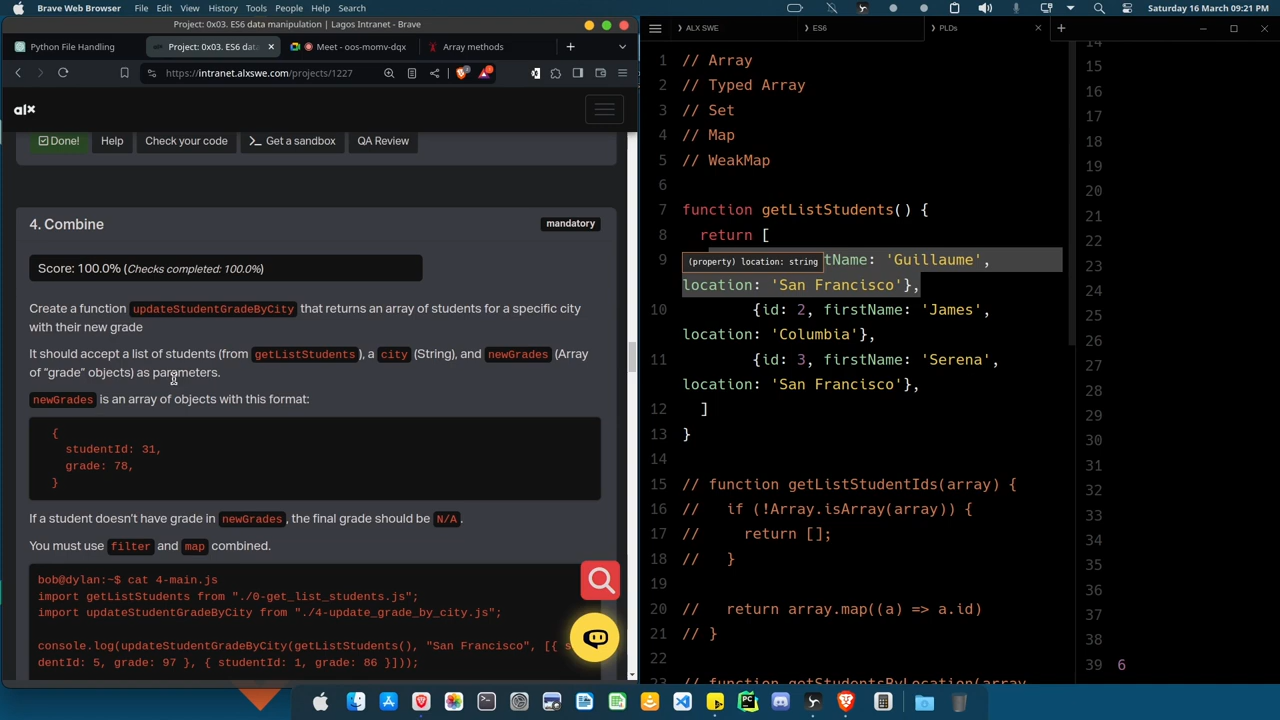 Brave Web Browser File Edit View History Bookmarks Tools People Help Search
Saturday 16 March 09:21 PM
Project: 0x03. ES6 data manipulation | Lagos Intranet - Brave
Python File Handling
Project: 0x03. ES6 data
Meet - oos-momv-dqx
Array methods
https://intranet.alxswe.com/projects/1227
alx
Done!
Help
Check your code
>_ Get a sandbox
QA Review
4. Combine
mandatory
Score: 100.0% (Checks completed: 100.0%)
Create a function updateStudentGradeByCity that returns an array of students for a specific city
with their new grade
It should accept a list of students (from getListStudents ), a city (String), and newGrades (Array
of “grade” objects) as parameters.
newGrades is an array of objects with this format:
{
studentId: 31,
grade: 78,
}
If a student doesn’t have grade in newGrades, the final grade should be N/A.
You must use filter and map combined.
bob@dylan:~$ cat 4-main.js
import getListStudents from "./0-get_list_students.js";
import updateStudentGradeByCity from "./4-update_grade_by_city.js";
console.log(updateStudentGradeByCity(getListStudents(), "San Francisco", [{ s
dentId: 5, grade: 97 }, { studentId: 1, grade: 86 }]));
ALX SWE
ES6
PLDs
1 // Array
2 // Typed Array
3 // Set
4 // Map
5 // WeakMap
6
7 function getListStudents() {
8 return [
9 (property) location: string tName: 'Guillaume',
location: 'San Francisco'},
10 {id: 2, firstName: 'James',
location: 'Columbia'},
11 {id: 3, firstName: 'Serena',
location: 'San Francisco'},
12 ]
13 }
14
15 // function getListStudentIds(array) {
16 // if (!Array.isArray(array)) {
17 // return [];
18 // }
19
20 // return array.map((a) => a.id)
21 // }
22
23 // function getStudentsByLocation(array
14
15
16
17
18
19
20
21
22
23
24
25
26
27
28
29
30
31
32
33
34
35
36
37
38
39 6